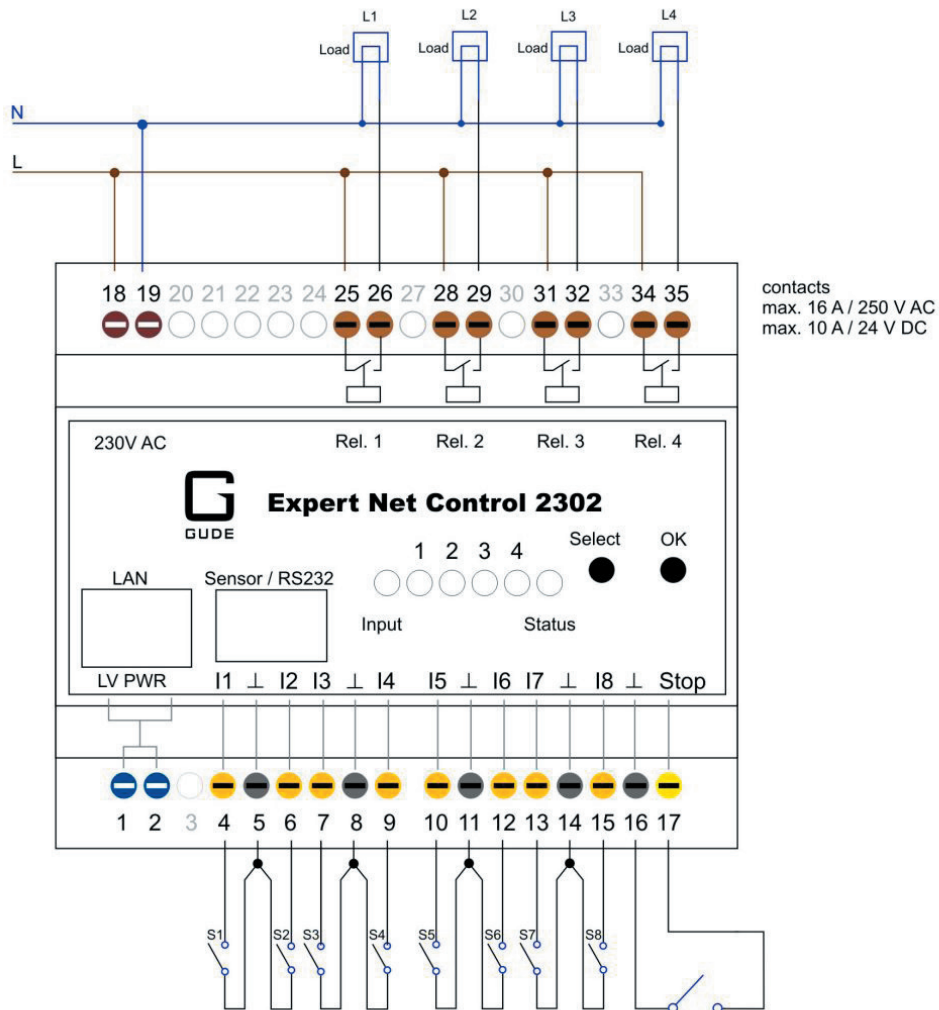 L1 L2 L3 L4
Load Load Load Load
N
L
18 19 20 21 22 23 24 25 26 27 28 29 30 31 32 33 34 35
contacts
max. 16 A / 250 V AC
max. 10 A / 24 V DC
230V AC Rel. 1 Rel. 2 Rel. 3 Rel. 4
GUDE
Expert Net Control 2302
Select OK
1 2 3 4
LAN Sensor / RS232
Input Status
LV PWR I1 ⊥ I2 I3 ⊥ I4 I5 ⊥ I6 I7 ⊥ I8 ⊥ Stop
1 2 3 4 5 6 7 8 9 10 11 12 13 14 15 16 17
S1 S2 S3 S4 S5 S6 S7 S8